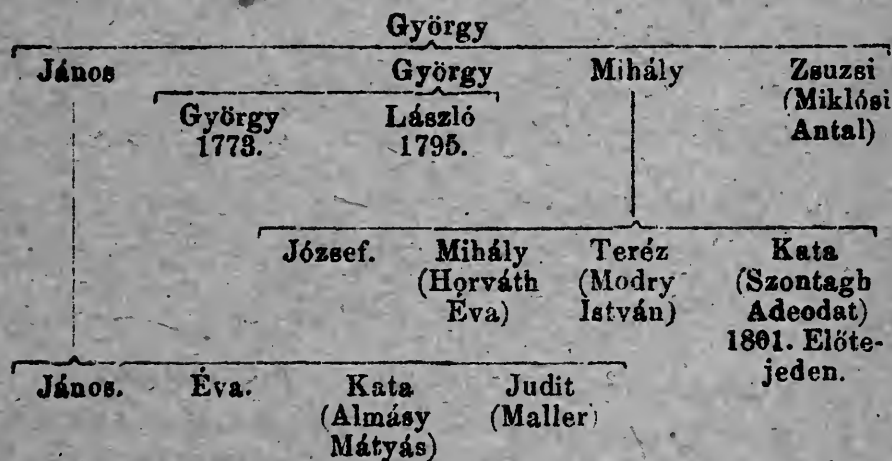 György
János György Mihály Zsuzsi
(Miklósi
Antal)
György László
1773. 1795.
József. Mihály Teréz Kata
(Horváth (Modry (Szontagh
Éva) István) Adeodat)
1801. Előte-
jeden.
János. Éva. Kata Judit
(Almásy (Maller)
Mátyás)